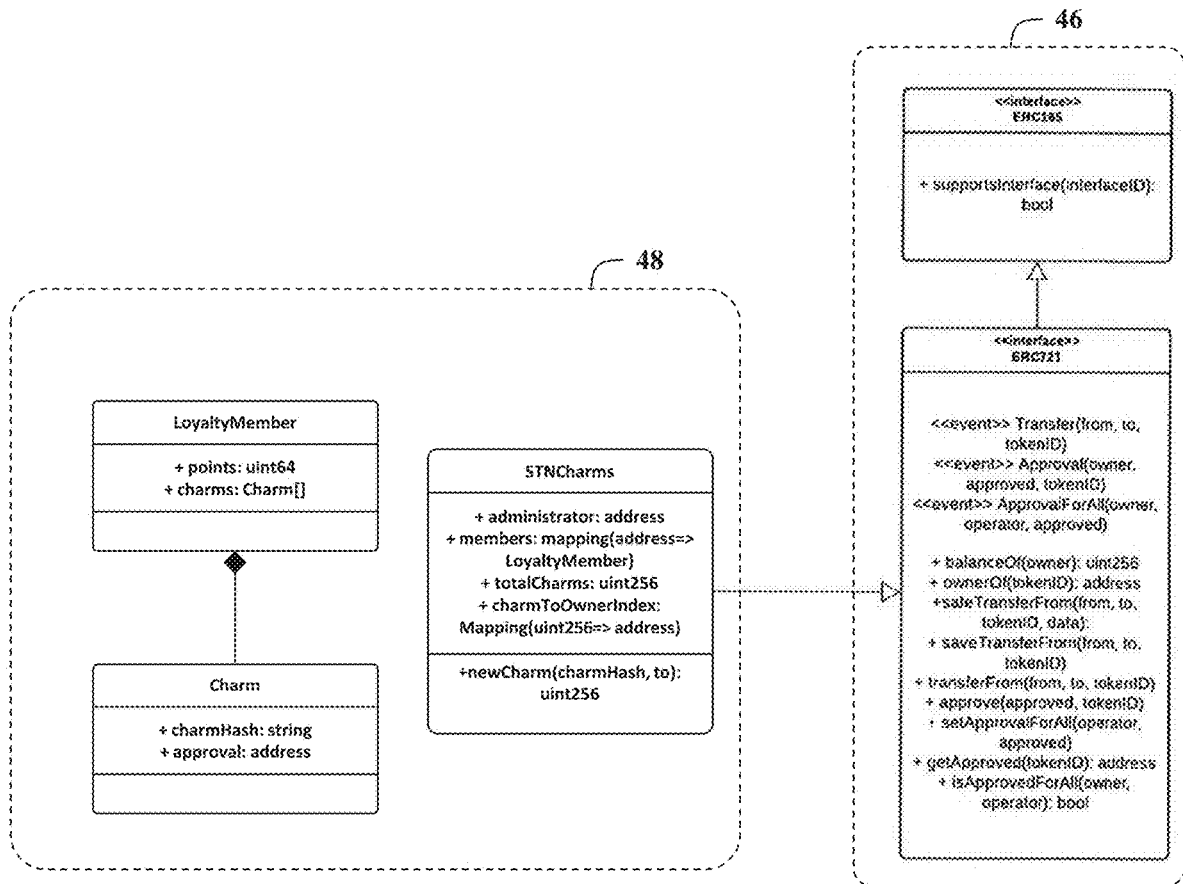 46
<<interface>>
ERC165
+ supportsInterface(interfaceID):
bool
48
<<interface>>
ERC721
<<event>> Transfer(from, to,
tokenID)
<<event>> Approval(owner,
approved, tokenID)
<<event>> ApprovalForAll(owner,
operator, approved)
+ balanceOf(owner): uint256
+ ownerOf(tokenID): address
+safeTransferFrom(from, to,
tokenID, data):
+ saveTransferFrom(from, to,
tokenID)
+ transferFrom(from, to, tokenID)
+ approve(approved, tokenID)
+ setApprovalForAll(operator,
approved)
+ getApproved(tokenID): address
+ isApprovedForAll(owner,
operator): bool
LoyaltyMember
+ points: uint64
+ charms: Charm[]
STNCharms
+ administrator: address
+ members: mapping(address=>
LoyaltyMember)
+ totalCharms: uint256
+ charmToOwnerIndex:
Mapping(uint256=> address)
+newCharm(charmHash, to):
uint256
Charm
+ charmHash: string
+ approval: address